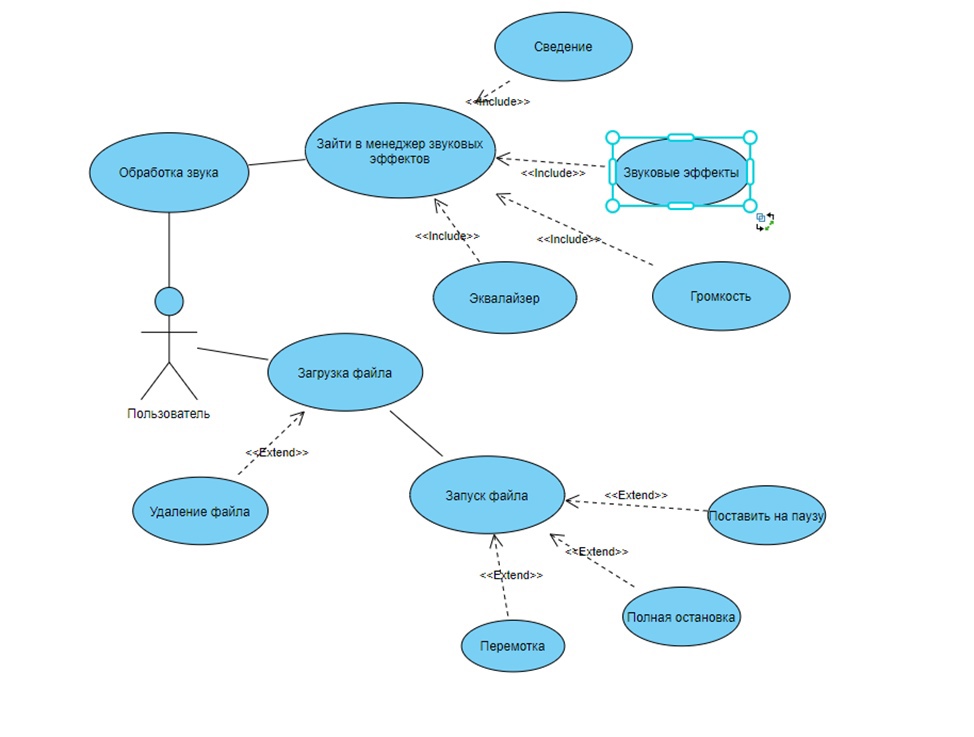 Сведение
<<Include>>
Зайти в менеджер звуковых
эффектов
Обработка звука
<<Include>>
Звуковые эффекты
<<Include>>
<<Include>>
Эквалайзер
Громкость
Загрузка файла
Пользователь
<<Extend>>
Удаление файла
Запуск файла
<<Extend>>
Поставить на паузу
<<Extend>>
<<Extend>>
Полная остановка
Перемотка